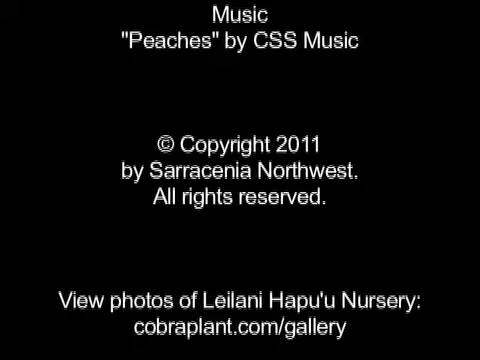 Music
"Peaches" by CSS Music
© Copyright 2011
by Sarracenia Northwest.
All rights reserved.
View photos of Leilani Hapu'u Nursery:
cobraplant.com/gallery